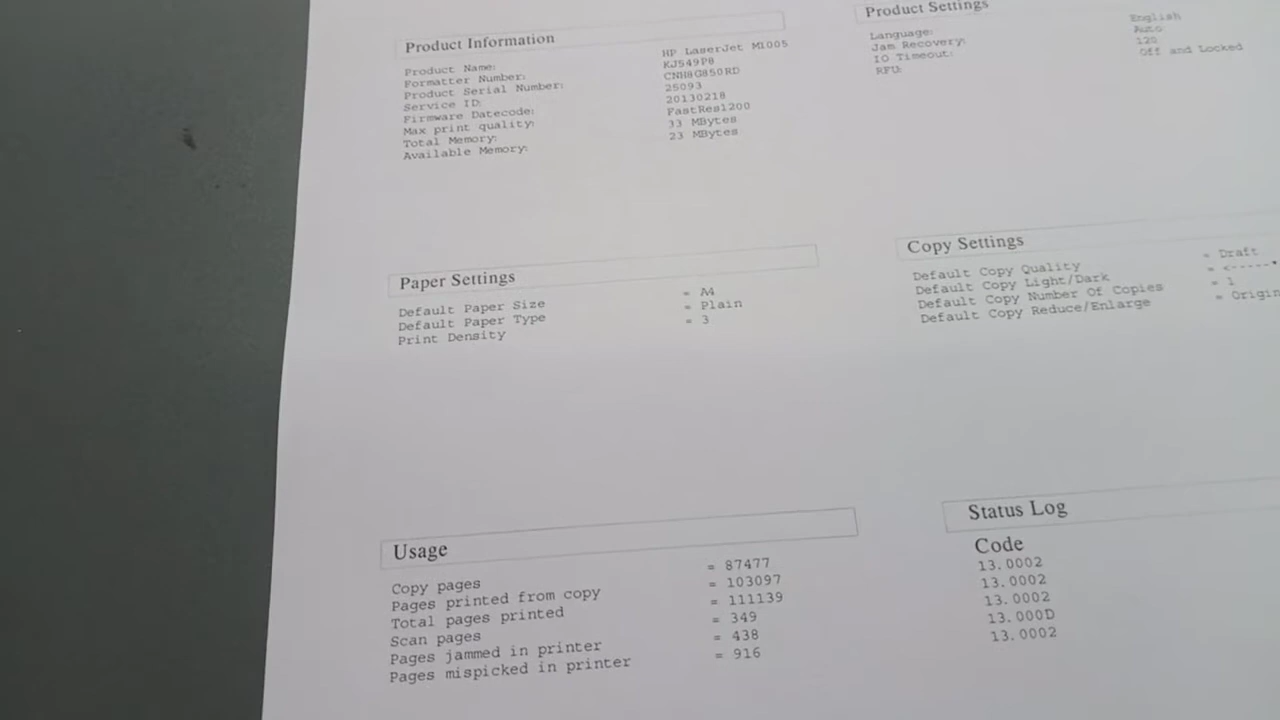 Product Information
Product Name: HP LaserJet M1005
Formatter Number: KJ549P8
Product Serial Number: CNH8G850RD
Service ID: 25093
Firmware Datecode: 20130218
Max print quality: FastRes1200
Total Memory: 33 MBytes
Available Memory: 23 MBytes
Product Settings
Language: English
Jam Recovery: Auto
IO Timeout: 120
RFU: Off and Locked
Paper Settings
Default Paper Size = A4
Default Paper Type = Plain
Print Density = 3
Copy Settings
Default Copy Quality = Draft
Default Copy Light/Dark = <-----*
Default Copy Number Of Copies = 1
Default Copy Reduce/Enlarge = Origin
Usage
Copy pages = 87477
Pages printed from copy = 103097
Total pages printed = 111139
Scan pages = 349
Pages jammed in printer = 438
Pages mispicked in printer = 916
Status Log
Code
13.0002
13.0002
13.0002
13.000D
13.0002